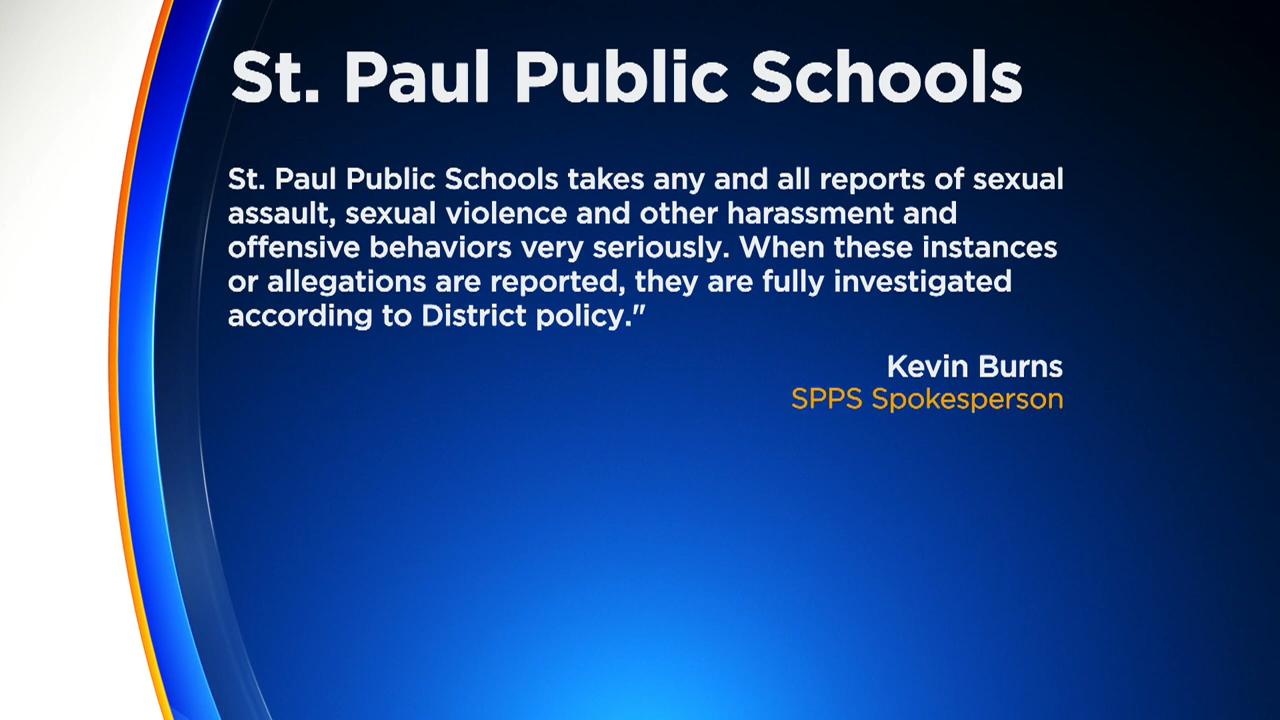 St. Paul Public Schools
St. Paul Public Schools takes any and all reports of sexual
assault, sexual violence and other harassment and
offensive behaviors very seriously. When these instances
or allegations are reported, they are fully investigated
according to District policy."
Kevin Burns
SPPS Spokesperson